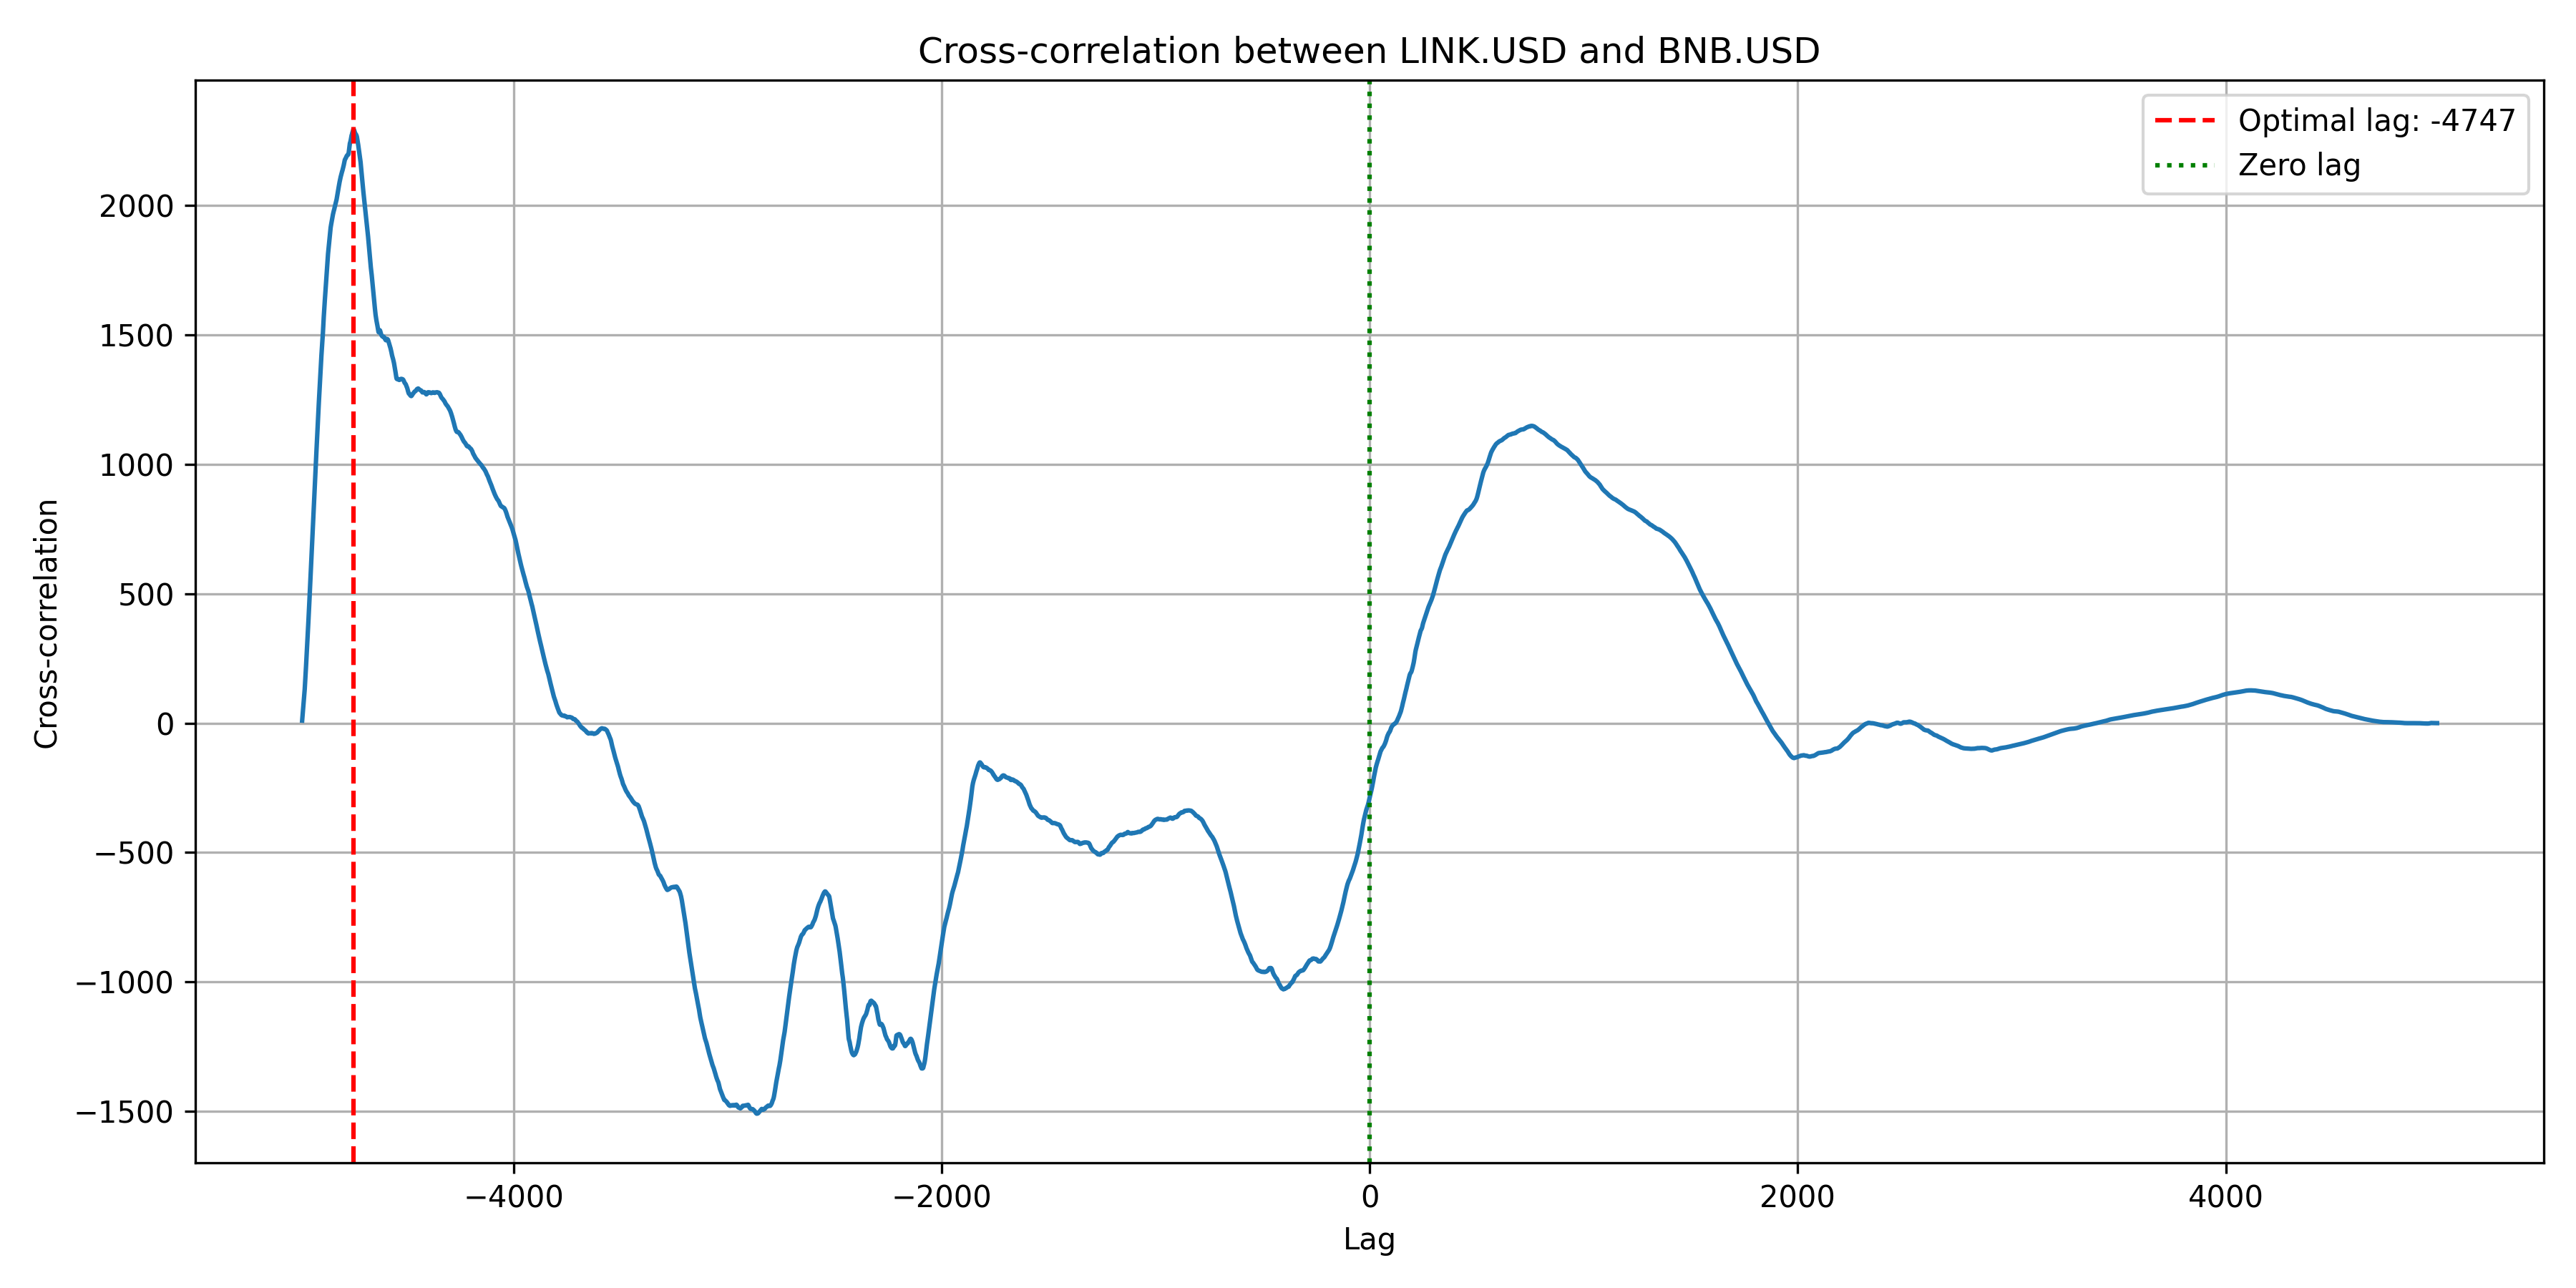 Cross-correlation between LINK.USD and BNB.USD
Optimal lag: -4747
Zero lag
Cross-correlation
2000
1500
1000
500
0
−500
−1000
−1500
−4000
−2000
0
2000
4000
Lag